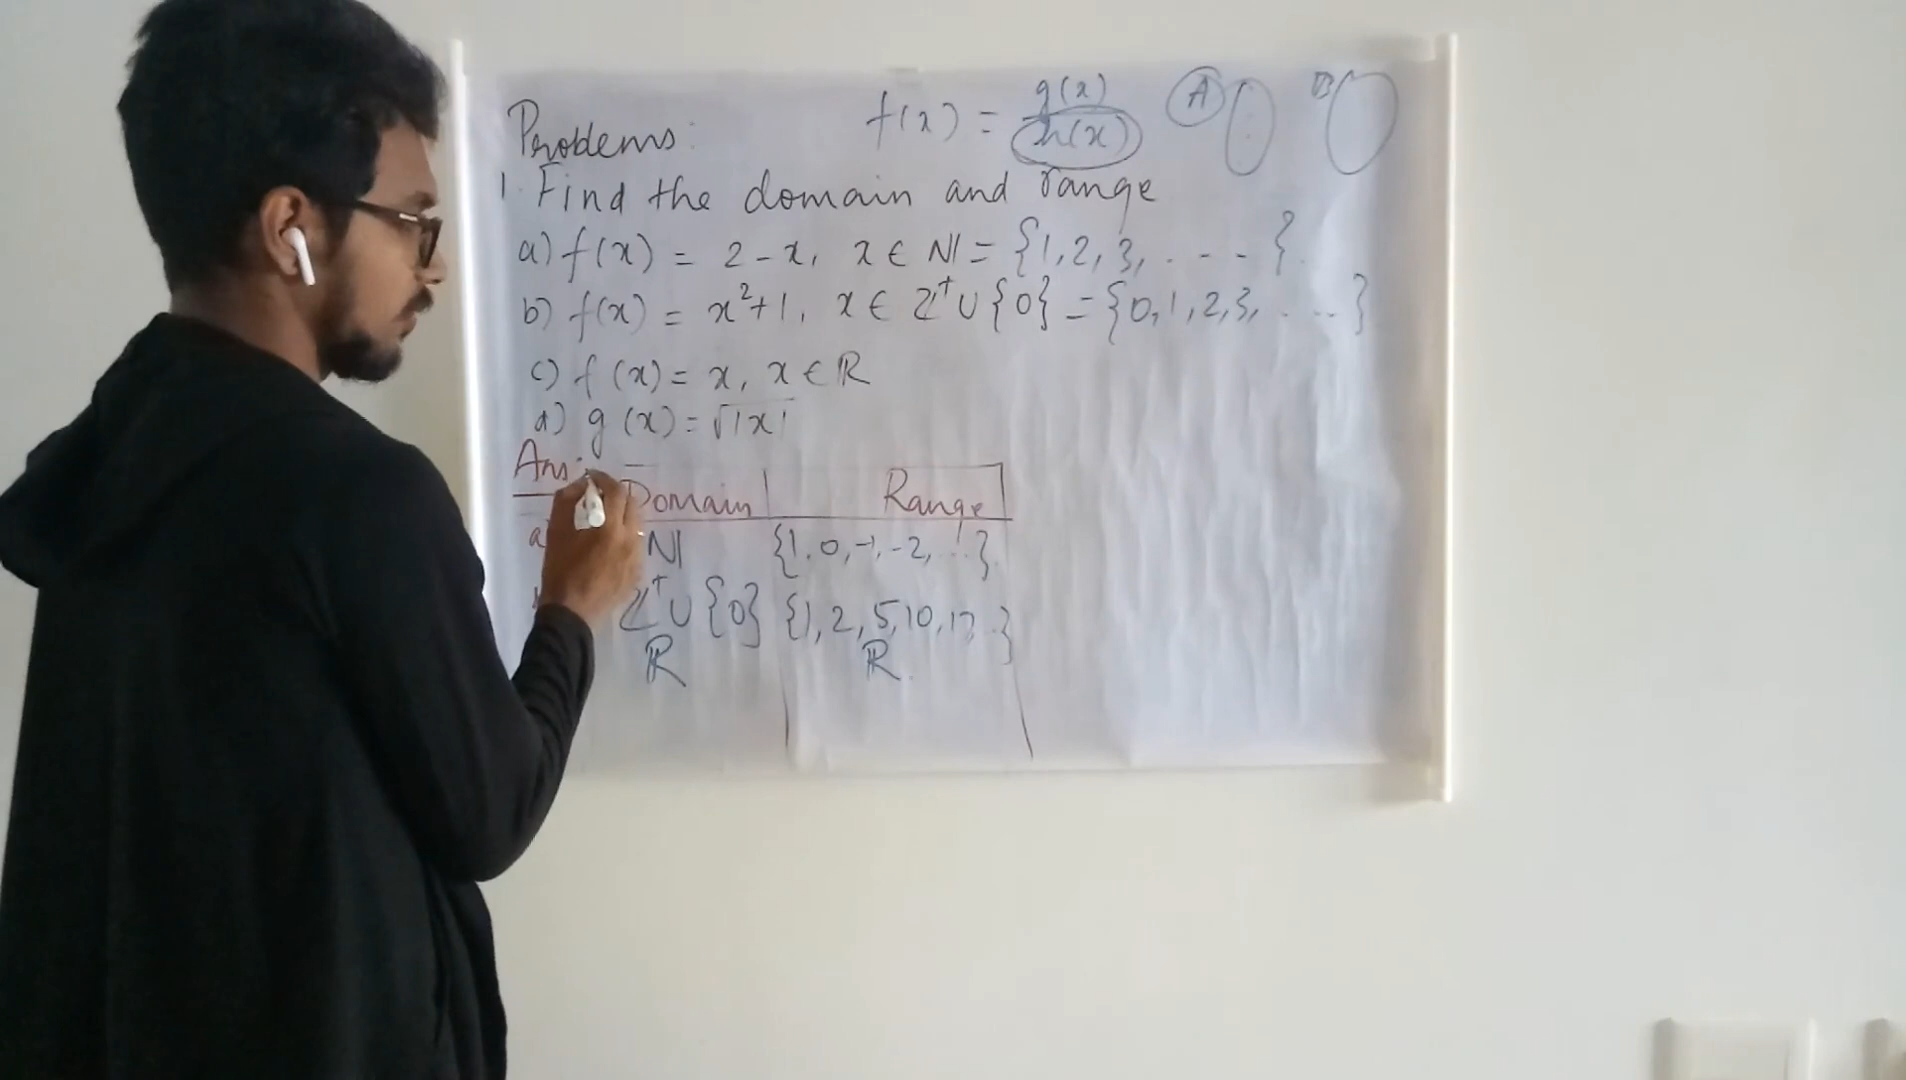 Problems: f(x) = g(x)/h(x) A B
1. Find the domain and range
a) f(x) = 2 - x, x ∈ ℕ = {1, 2, 3, . - - - }.
b) f(x) = x²+1, x ∈ ℤ⁺ ∪ {0} = {0, 1, 2, 3, . ... }
c) f(x) = x, x ∈ ℝ
d) g(x) = √|x|
Ans:
Domain Range
a ℕ {1, 0, -1, -2, ...}
ℤ⁺ ∪ {0} {1, 2, 5, 10, 17, .}
ℝ ℝ.